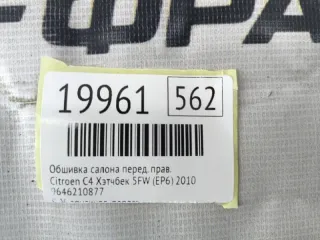 -ФРА
19961 562
Обшивка салона перед. прав.
Citroen C4 Хэтчбек 5FW (EP6) 2010
9646210877